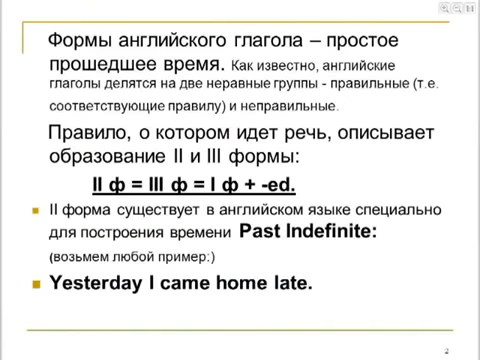 Формы английского глагола – простое
прошедшее время. Как известно, английские
глаголы делятся на две неравные группы - правильные (т.е.
соответствующие правилу) и неправильные.
Правило, о котором идет речь, описывает
образование II и III формы:
II ф = III ф = I ф + -ed.
II форма существует в английском языке специально
для построения времени Past Indefinite:
(возьмем любой пример:)
Yesterday I came home late.
2